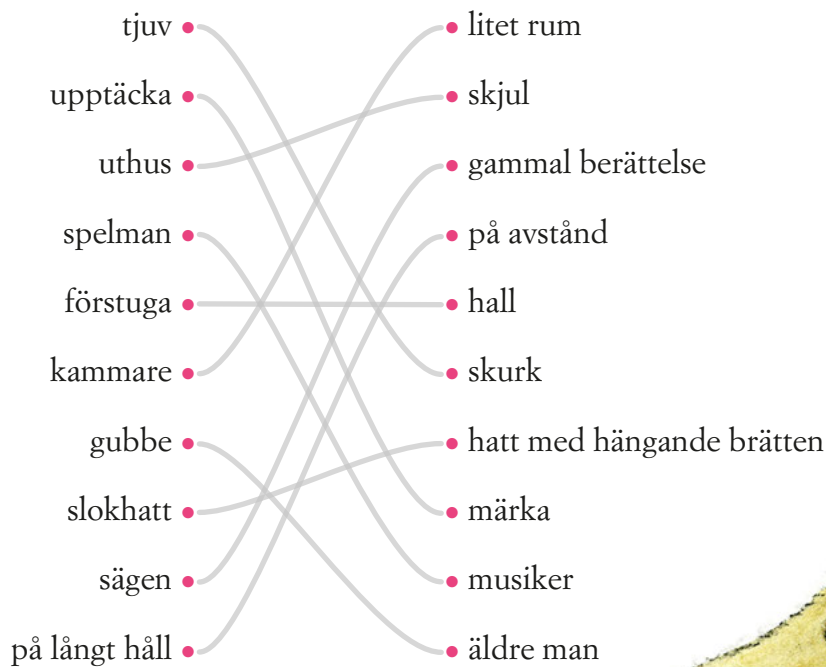 tjuv litet rum
upptäcka skjul
uthus gammal berättelse
spelman på avstånd
förstuga hall
kammare skurk
gubbe hatt med hängande brätten
slokhatt märka
sägen musiker
på långt håll äldre man